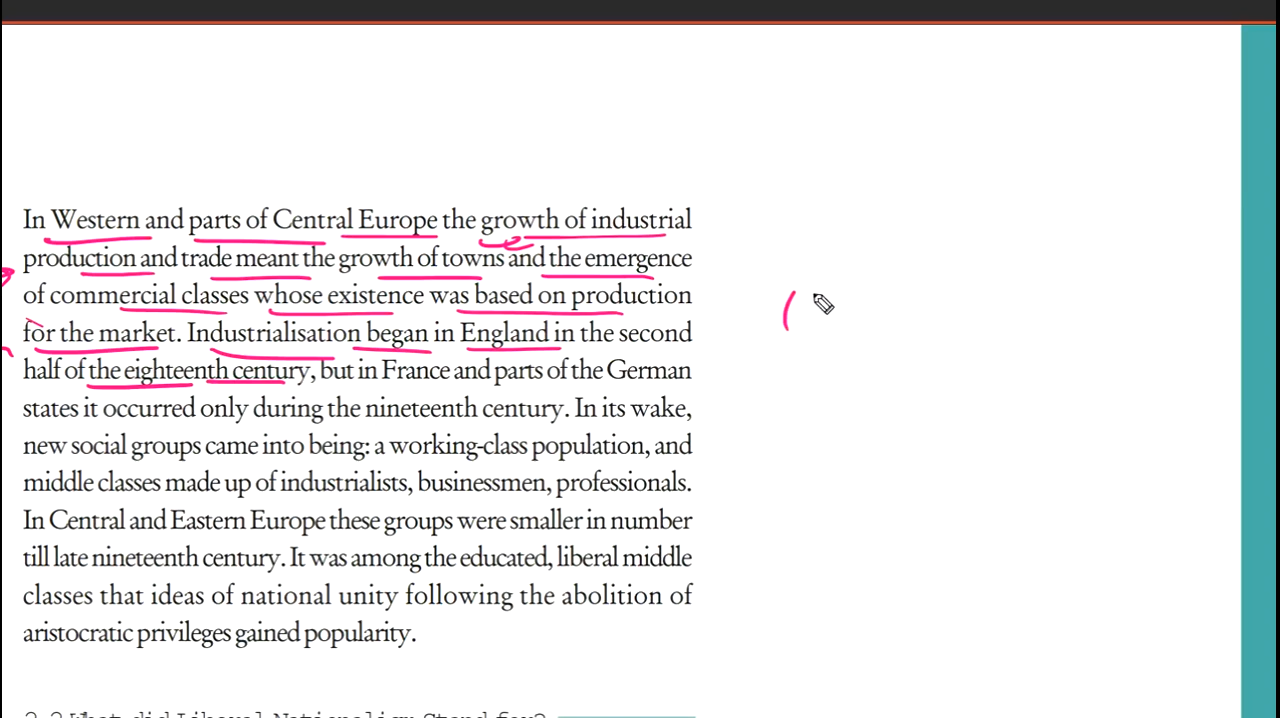 In Western and parts of Central Europe the growth of industrial
production and trade meant the growth of towns and the emergence
of commercial classes whose existence was based on production
for the market. Industrialisation began in England in the second
half of the eighteenth century, but in France and parts of the German
states it occurred only during the nineteenth century. In its wake,
new social groups came into being: a working-class population, and
middle classes made up of industrialists, businessmen, professionals.
In Central and Eastern Europe these groups were smaller in number
till late nineteenth century. It was among the educated, liberal middle
classes that ideas of national unity following the abolition of
aristocratic privileges gained popularity.
What did Liberal Nationalism Stand for?